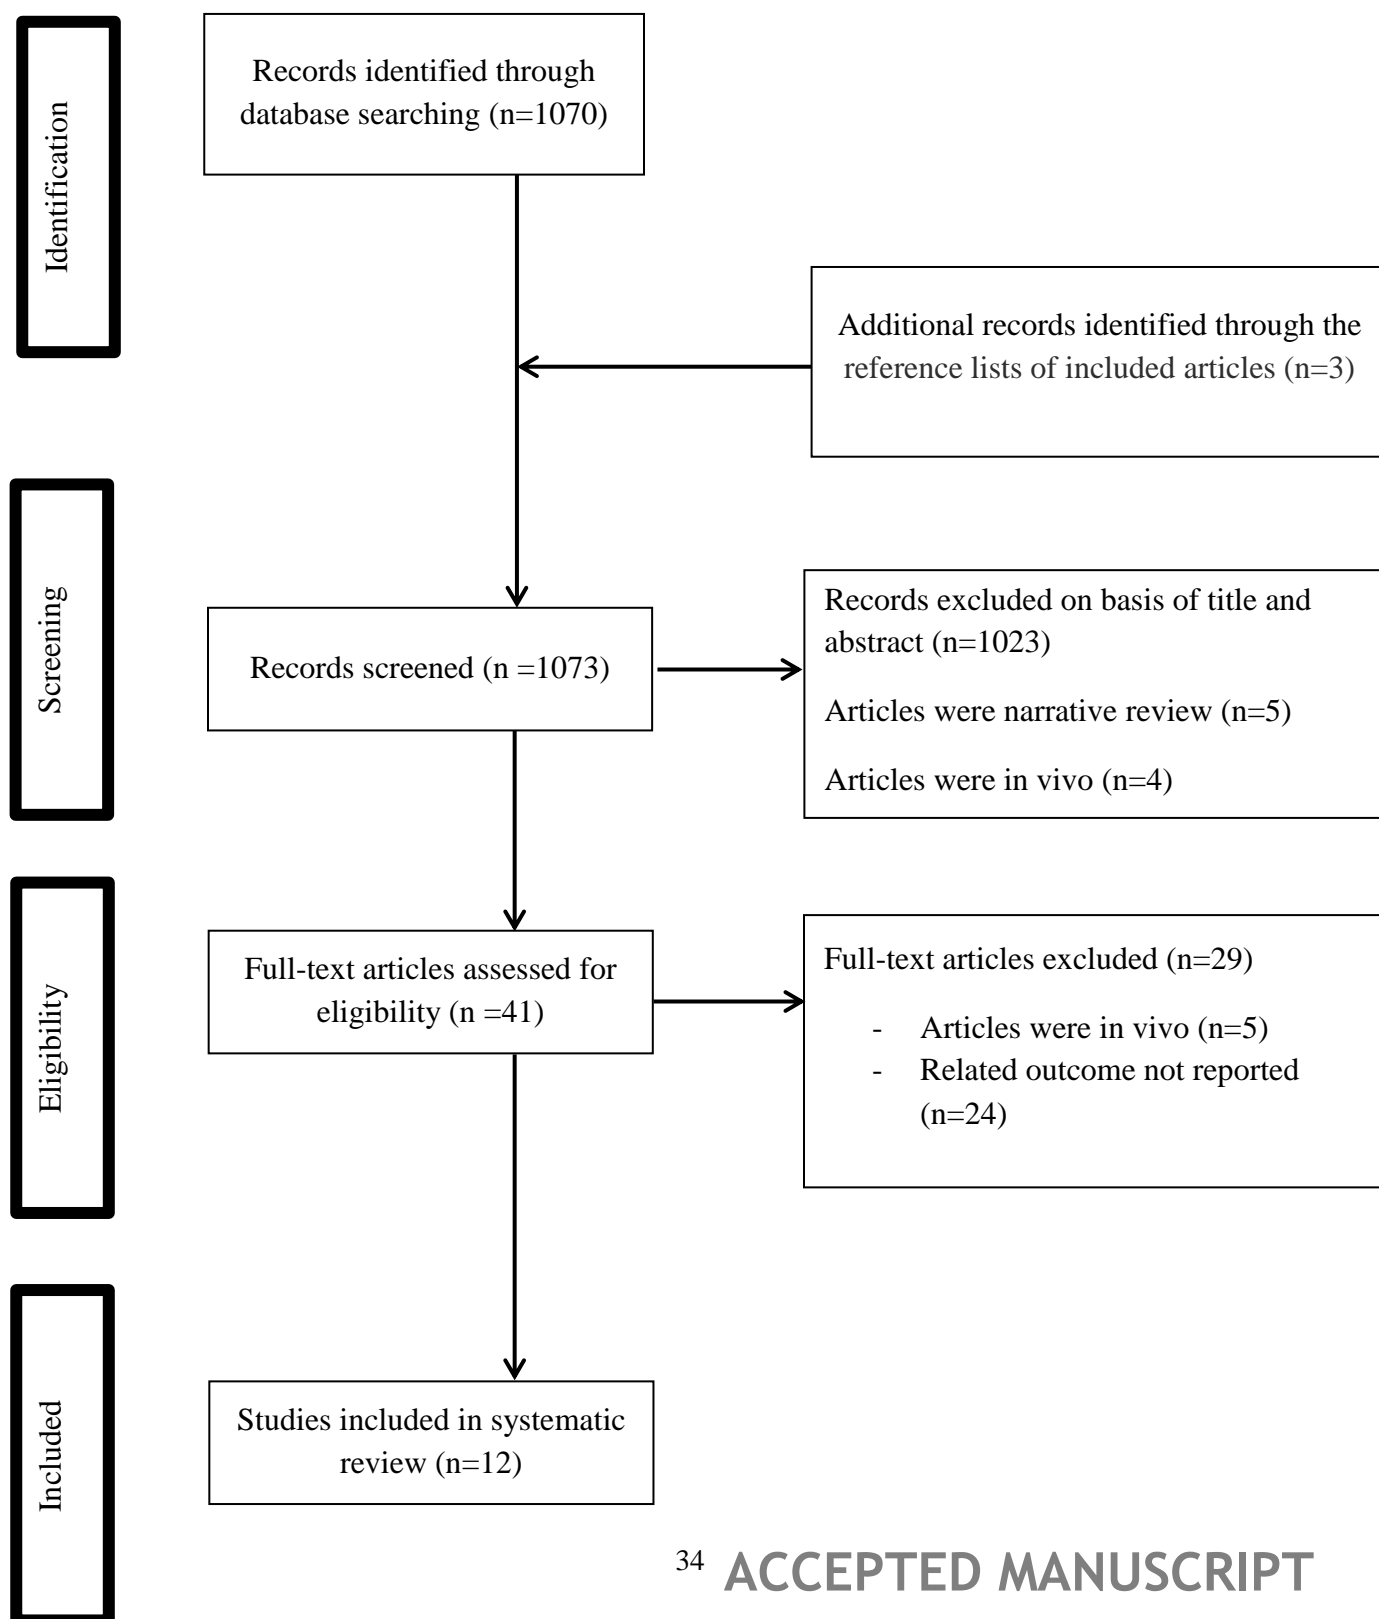 Identification
Records identified through
database searching (n=1070)
Additional records identified through the
reference lists of included articles (n=3)
Screening
Records screened (n =1073)
Records excluded on basis of title and
abstract (n=1023)
Articles were narrative review (n=5)
Articles were in vivo (n=4)
Eligibility
Full-text articles assessed for
eligibility (n =41)
Full-text articles excluded (n=29)
- Articles were in vivo (n=5)
- Related outcome not reported
(n=24)
Included
Studies included in systematic
review (n=12)
34 ACCEPTED MANUSCRIPT